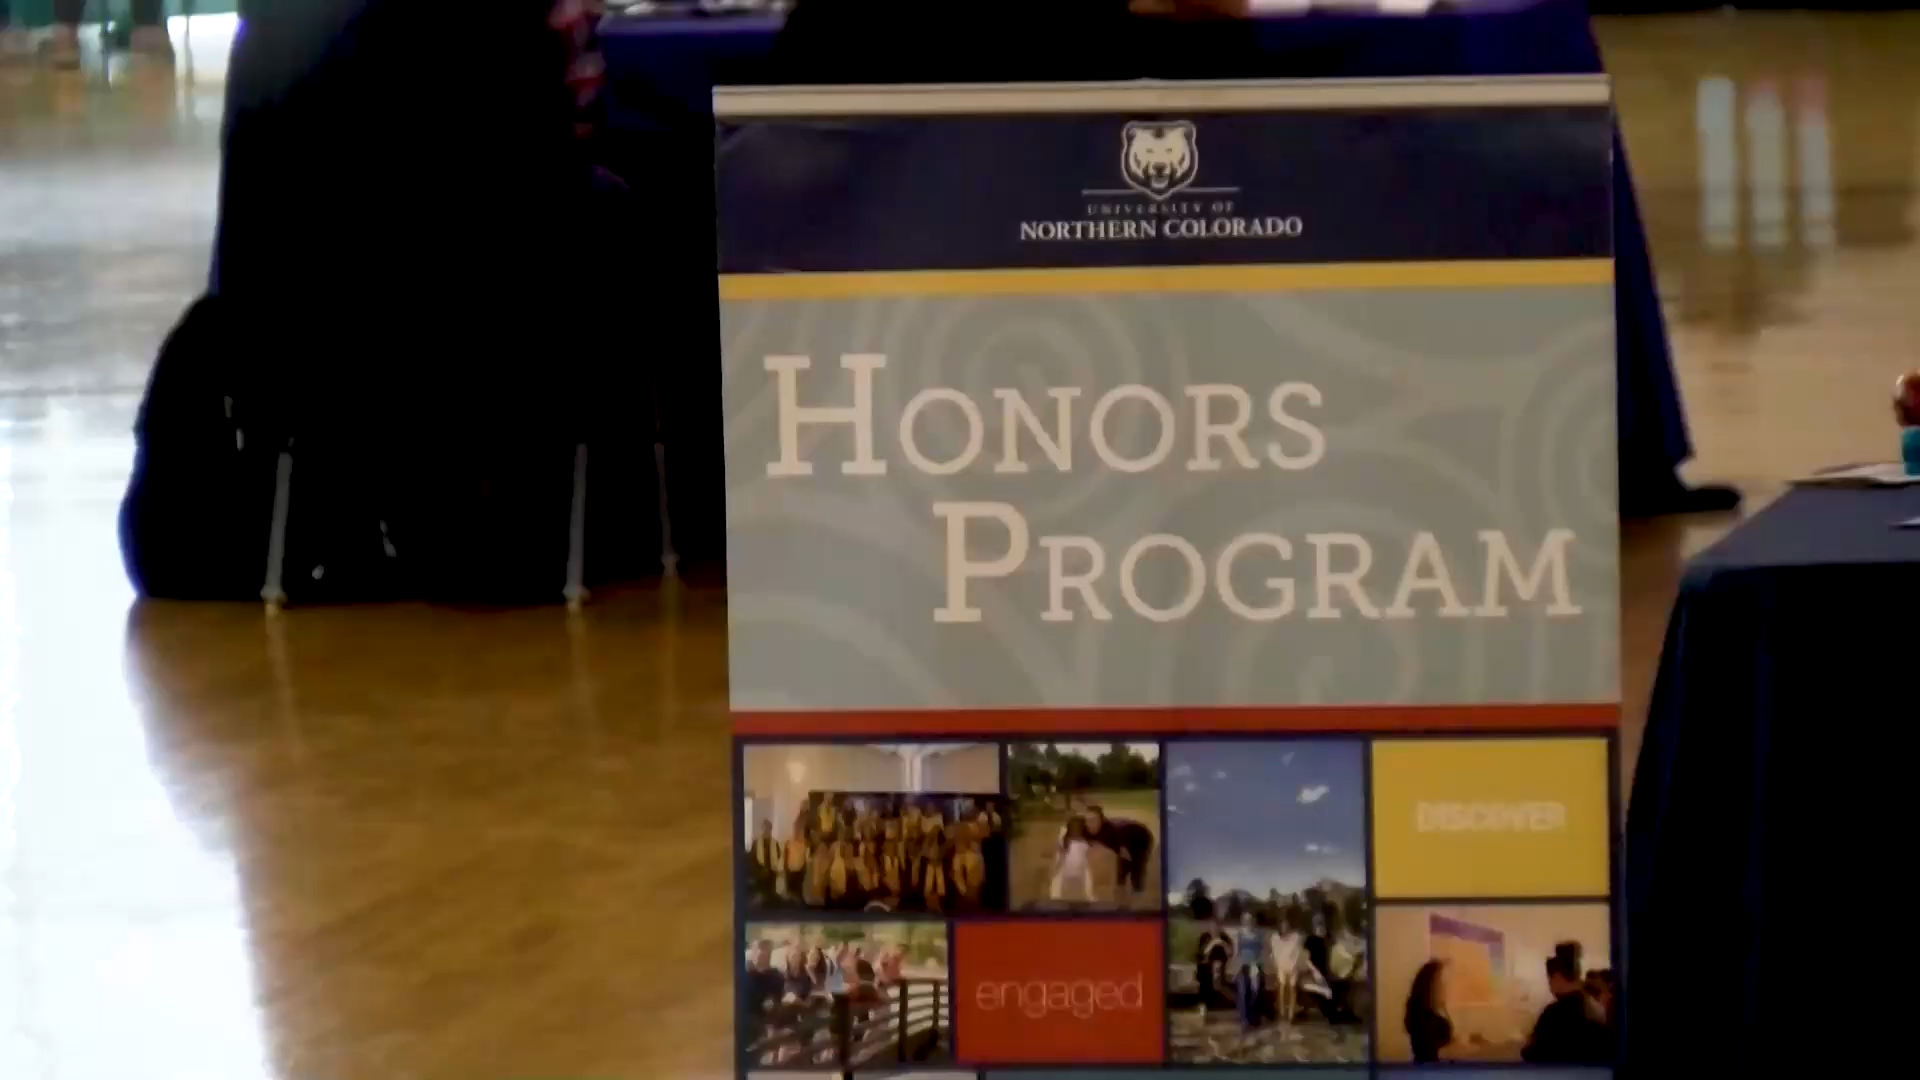 UNIVERSITY OF
NORTHERN COLORADO
HONORS
PROGRAM
DISCOVER
engaged